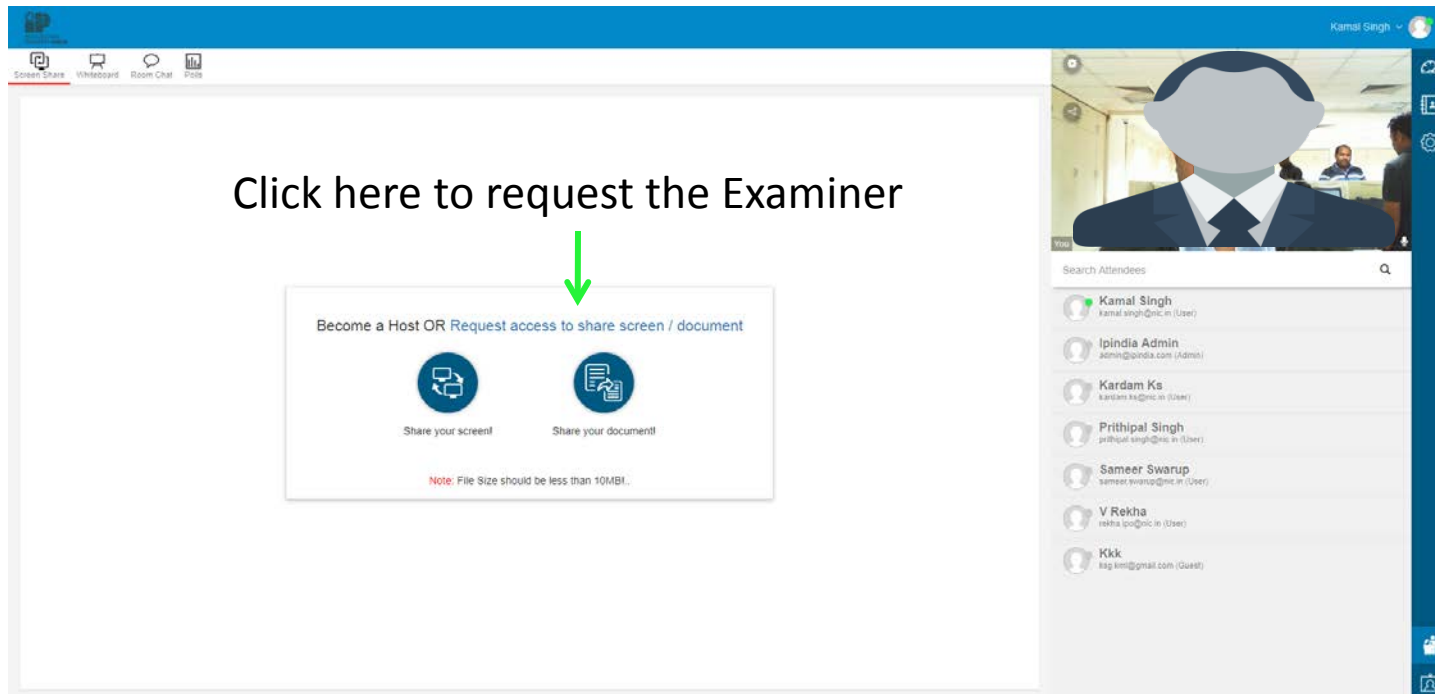 Kamal Singh
Screen Share
Whiteboard
Room Chat
Polls
Click here to request the Examiner
Become a Host OR Request access to share screen / document
Share your screen!
Share your document!
Note: File Size should be less than 10MB!..
You
Search Attendees
Kamal Singh
kamal.singh@nic.in (User)
Ipindia Admin
admin@ipindia.com (Admin)
Kardam Ks
kardam.ks@nic.in (User)
Prithipal Singh
prithipal.singh@nic.in (User)
Sameer Swarup
sameer.swarup@nic.in (User)
V Rekha
rekha.ipo@nic.in (User)
Kkk
ksg.kml@gmail.com (Guest)